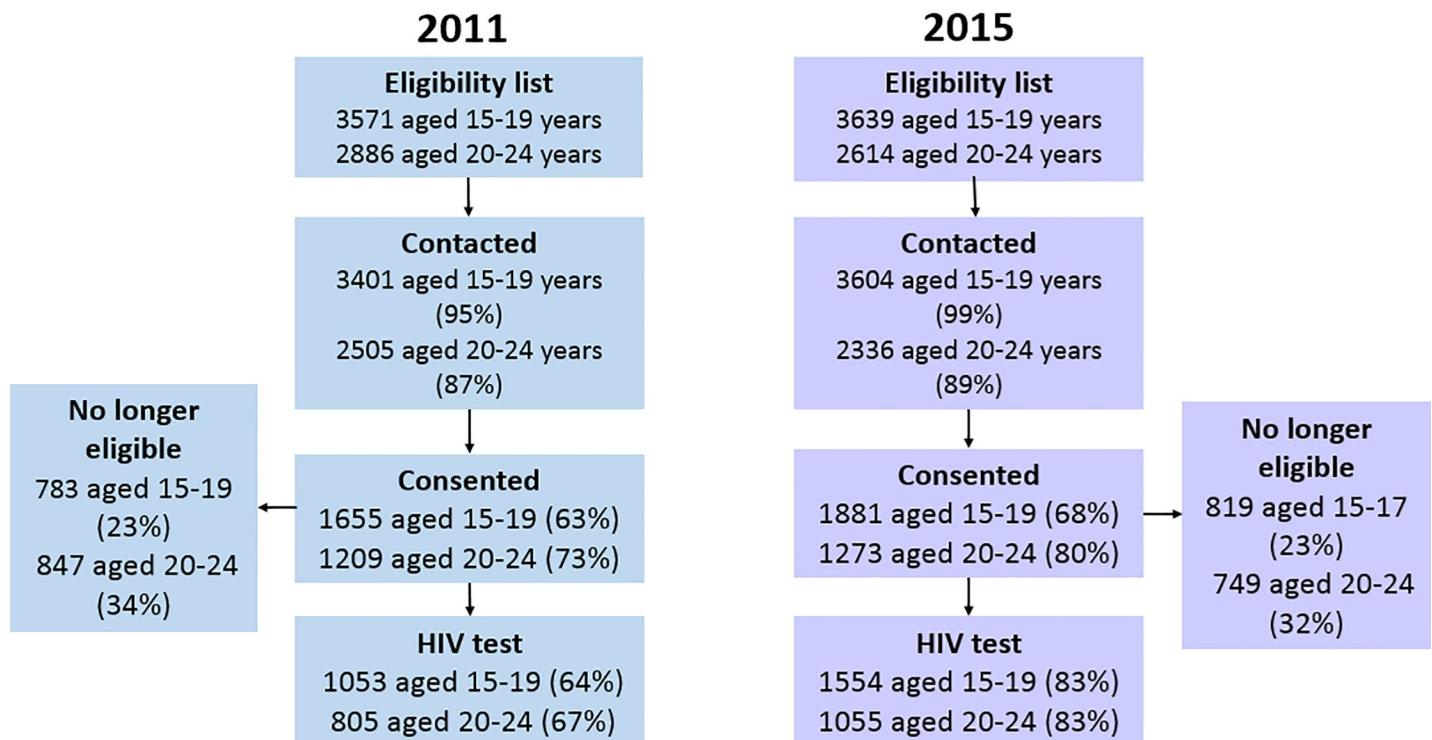 2011
Eligibility list
3571 aged 15-19 years
2886 aged 20-24 years
Contacted
3401 aged 15-19 years
(95%)
2505 aged 20-24 years
(87%)
No longer
eligible
783 aged 15-19
(23%)
847 aged 20-24
(34%)
Consented
1655 aged 15-19 (63%)
1209 aged 20-24 (73%)
HIV test
1053 aged 15-19 (64%)
805 aged 20-24 (67%)
2015
Eligibility list
3639 aged 15-19 years
2614 aged 20-24 years
Contacted
3604 aged 15-19 years
(99%)
2336 aged 20-24 years
(89%)
Consented
1881 aged 15-19 (68%)
1273 aged 20-24 (80%)
No longer
eligible
819 aged 15-17
(23%)
749 aged 20-24
(32%)
HIV test
1554 aged 15-19 (83%)
1055 aged 20-24 (83%)